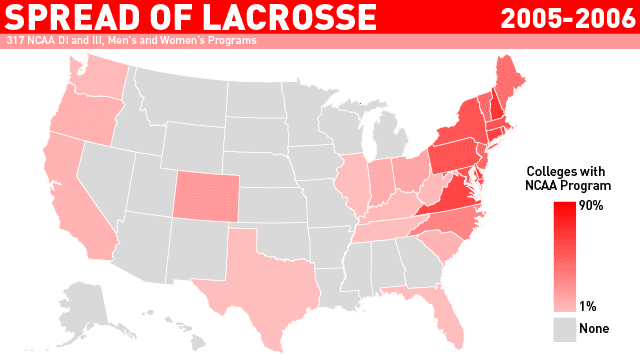 SPREAD OF LACROSSE 2005-2006
317 NCAA DI and III, Men's and Women's Programs
Colleges with
NCAA Program
90%
1%
None